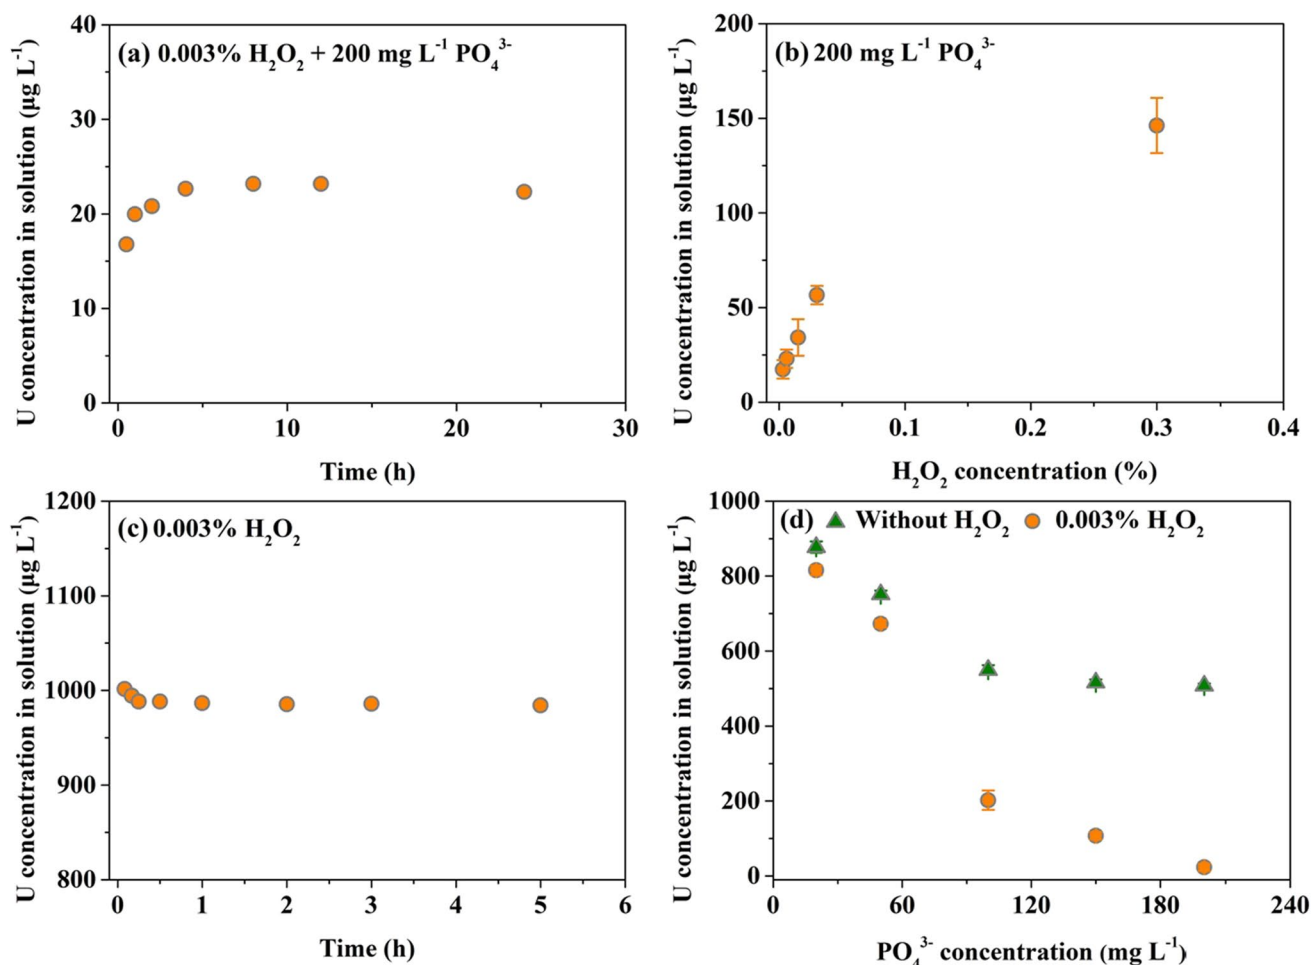 (a) 0.003% H₂O₂ + 200 mg L⁻¹ PO₄³⁻
U concentration in solution (µg L⁻¹)
40
30
20
10
0
0 10 20 30
Time (h)
(b) 200 mg L⁻¹ PO₄³⁻
U concentration in solution (µg L⁻¹)
200
150
100
50
0
0.0 0.1 0.2 0.3 0.4
H₂O₂ concentration (%)
(c) 0.003% H₂O₂
U concentration in solution (µg L⁻¹)
1200
1100
1000
900
800
0 1 2 3 4 5 6
Time (h)
(d) Without H₂O₂ 0.003% H₂O₂
U concentration in solution (µg L⁻¹)
1000
800
600
400
200
0
0 60 120 180 240
PO₄³⁻ concentration (mg L⁻¹)